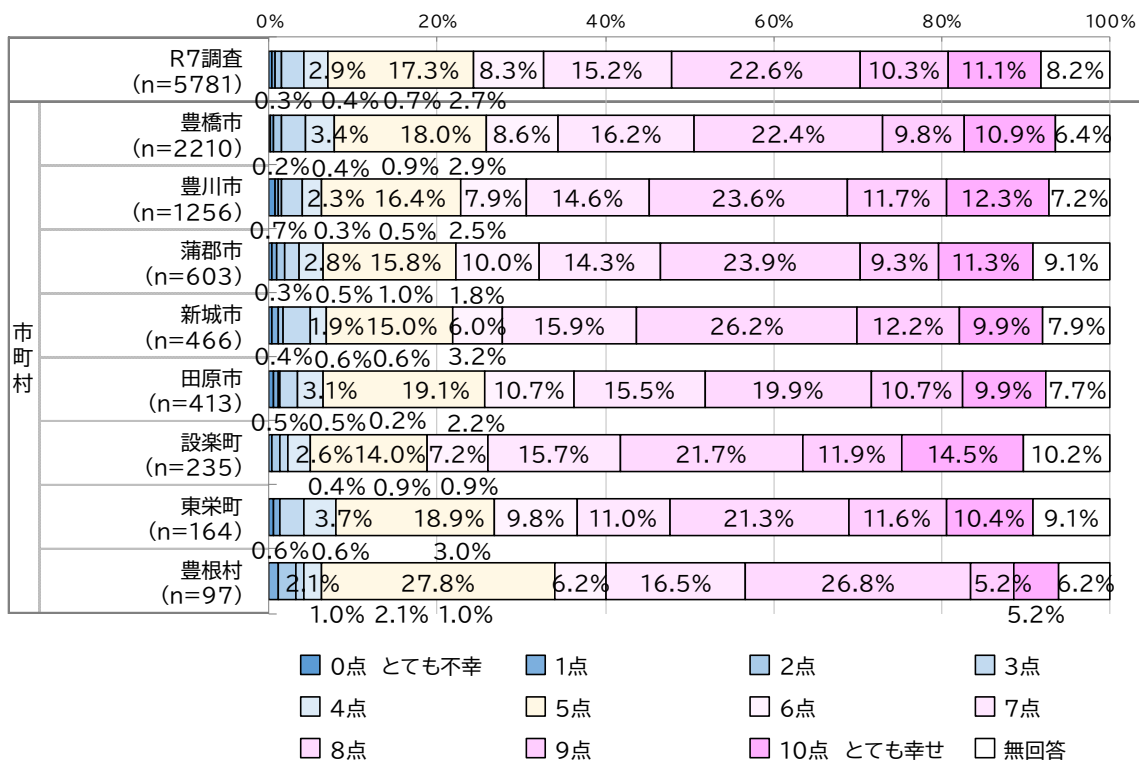 0% 20% 40% 60% 80% 100%
R7調査
(n=5781)
2.9% 17.3% 8.3% 15.2% 22.6% 10.3% 11.1% 8.2%
0.3% 0.4% 0.7% 2.7%
豊橋市
(n=2210)
3.4% 18.0% 8.6% 16.2% 22.4% 9.8% 10.9% 6.4%
0.2% 0.4% 0.9% 2.9%
豊川市
(n=1256)
2.3% 16.4% 7.9% 14.6% 23.6% 11.7% 12.3% 7.2%
0.7% 0.3% 0.5% 2.5%
蒲郡市
(n=603)
2.8% 15.8% 10.0% 14.3% 23.9% 9.3% 11.3% 9.1%
0.3% 0.5% 1.0% 1.8%
新城市
(n=466)
1.9% 15.0% 6.0% 15.9% 26.2% 12.2% 9.9% 7.9%
0.4% 0.6% 0.6% 3.2%
市町村
田原市
(n=413)
3.1% 19.1% 10.7% 15.5% 19.9% 10.7% 9.9% 7.7%
0.5% 0.5% 0.2% 2.2%
設楽町
(n=235)
2.6% 14.0% 7.2% 15.7% 21.7% 11.9% 14.5% 10.2%
0.4% 0.9% 0.9%
東栄町
(n=164)
3.7% 18.9% 9.8% 11.0% 21.3% 11.6% 10.4% 9.1%
0.6% 0.6% 3.0%
豊根村
(n=97)
2.1% 27.8% 6.2% 16.5% 26.8% 5.2% 6.2%
1.0% 2.1% 1.0% 5.2%
0点 とても不幸 1点 2点 3点
4点 5点 6点 7点
8点 9点 10点 とても幸せ 無回答